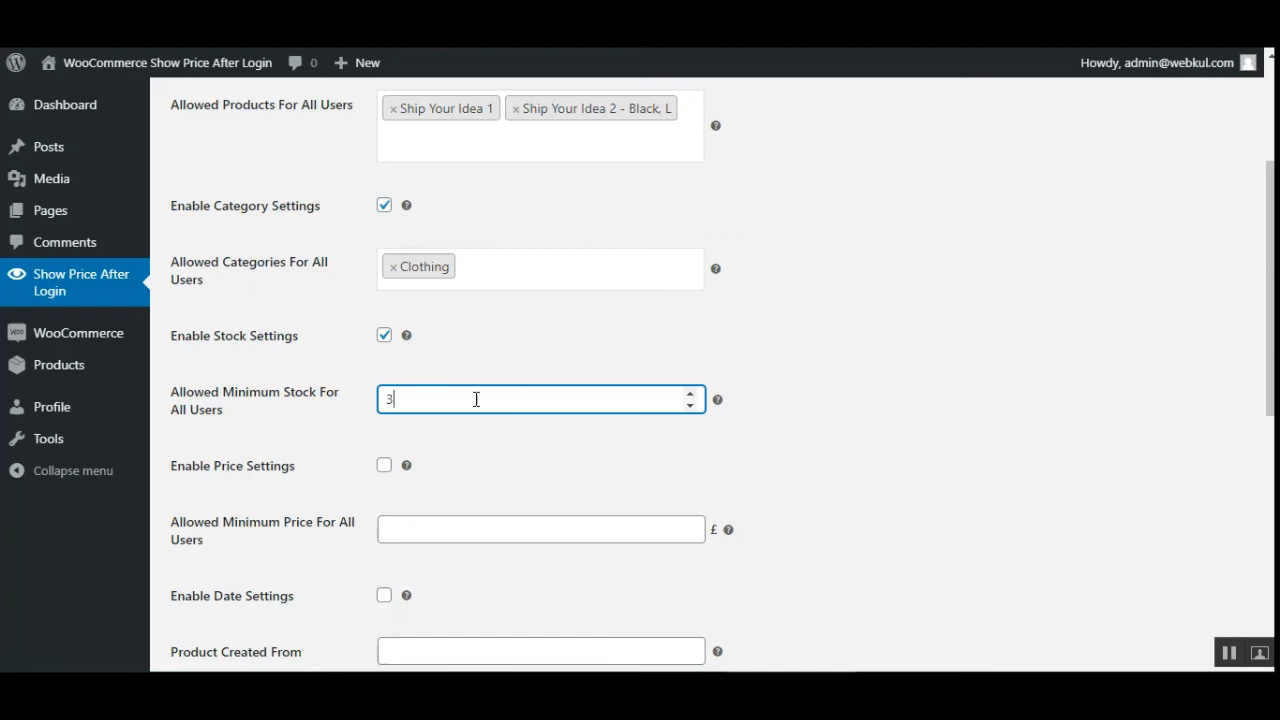 WooCommerce Show Price After Login 0 New Howdy, admin@webkul.com
Dashboard
Posts
Media
Pages
Comments
Show Price After
Login
WooCommerce
Products
Profile
Tools
Collapse menu
Allowed Products For All Users × Ship Your Idea 1 × Ship Your Idea 2 - Black, L
Enable Category Settings
Allowed Categories For All
Users
× Clothing
Enable Stock Settings
Allowed Minimum Stock For
All Users
3
Enable Price Settings
Allowed Minimum Price For All
Users
£
Enable Date Settings
Product Created From